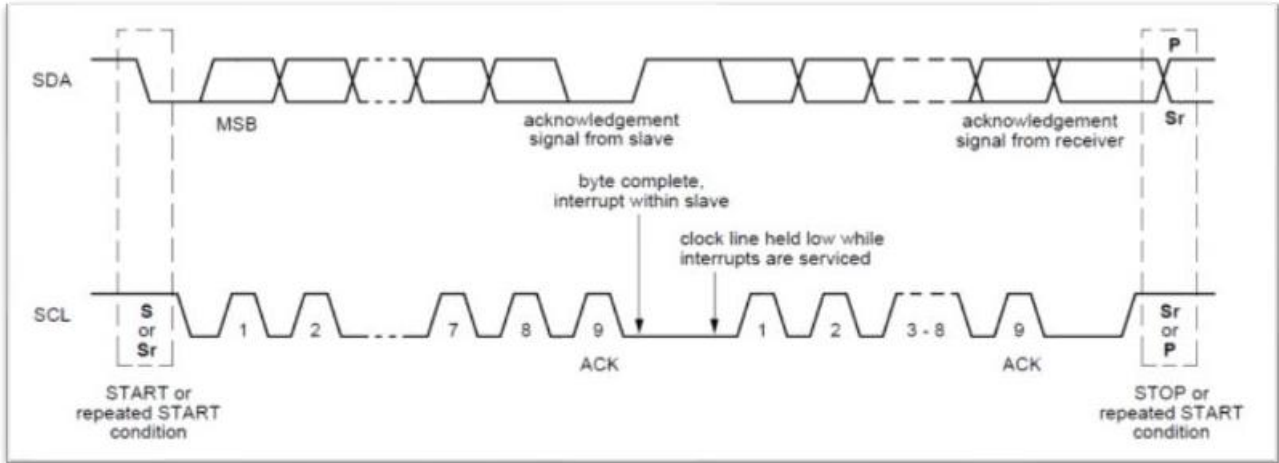 P
SDA
MSB
acknowledgement
signal from slave
acknowledgement
signal from receiver
Sr
byte complete,
interrupt within slave
clock line held low while
interrupts are serviced
SCL
S
or
Sr
1 2 7 8 9 1 2 3 - 8 9
Sr
or
P
ACK ACK
START or
repeated START
condition
STOP or
repeated START
condition